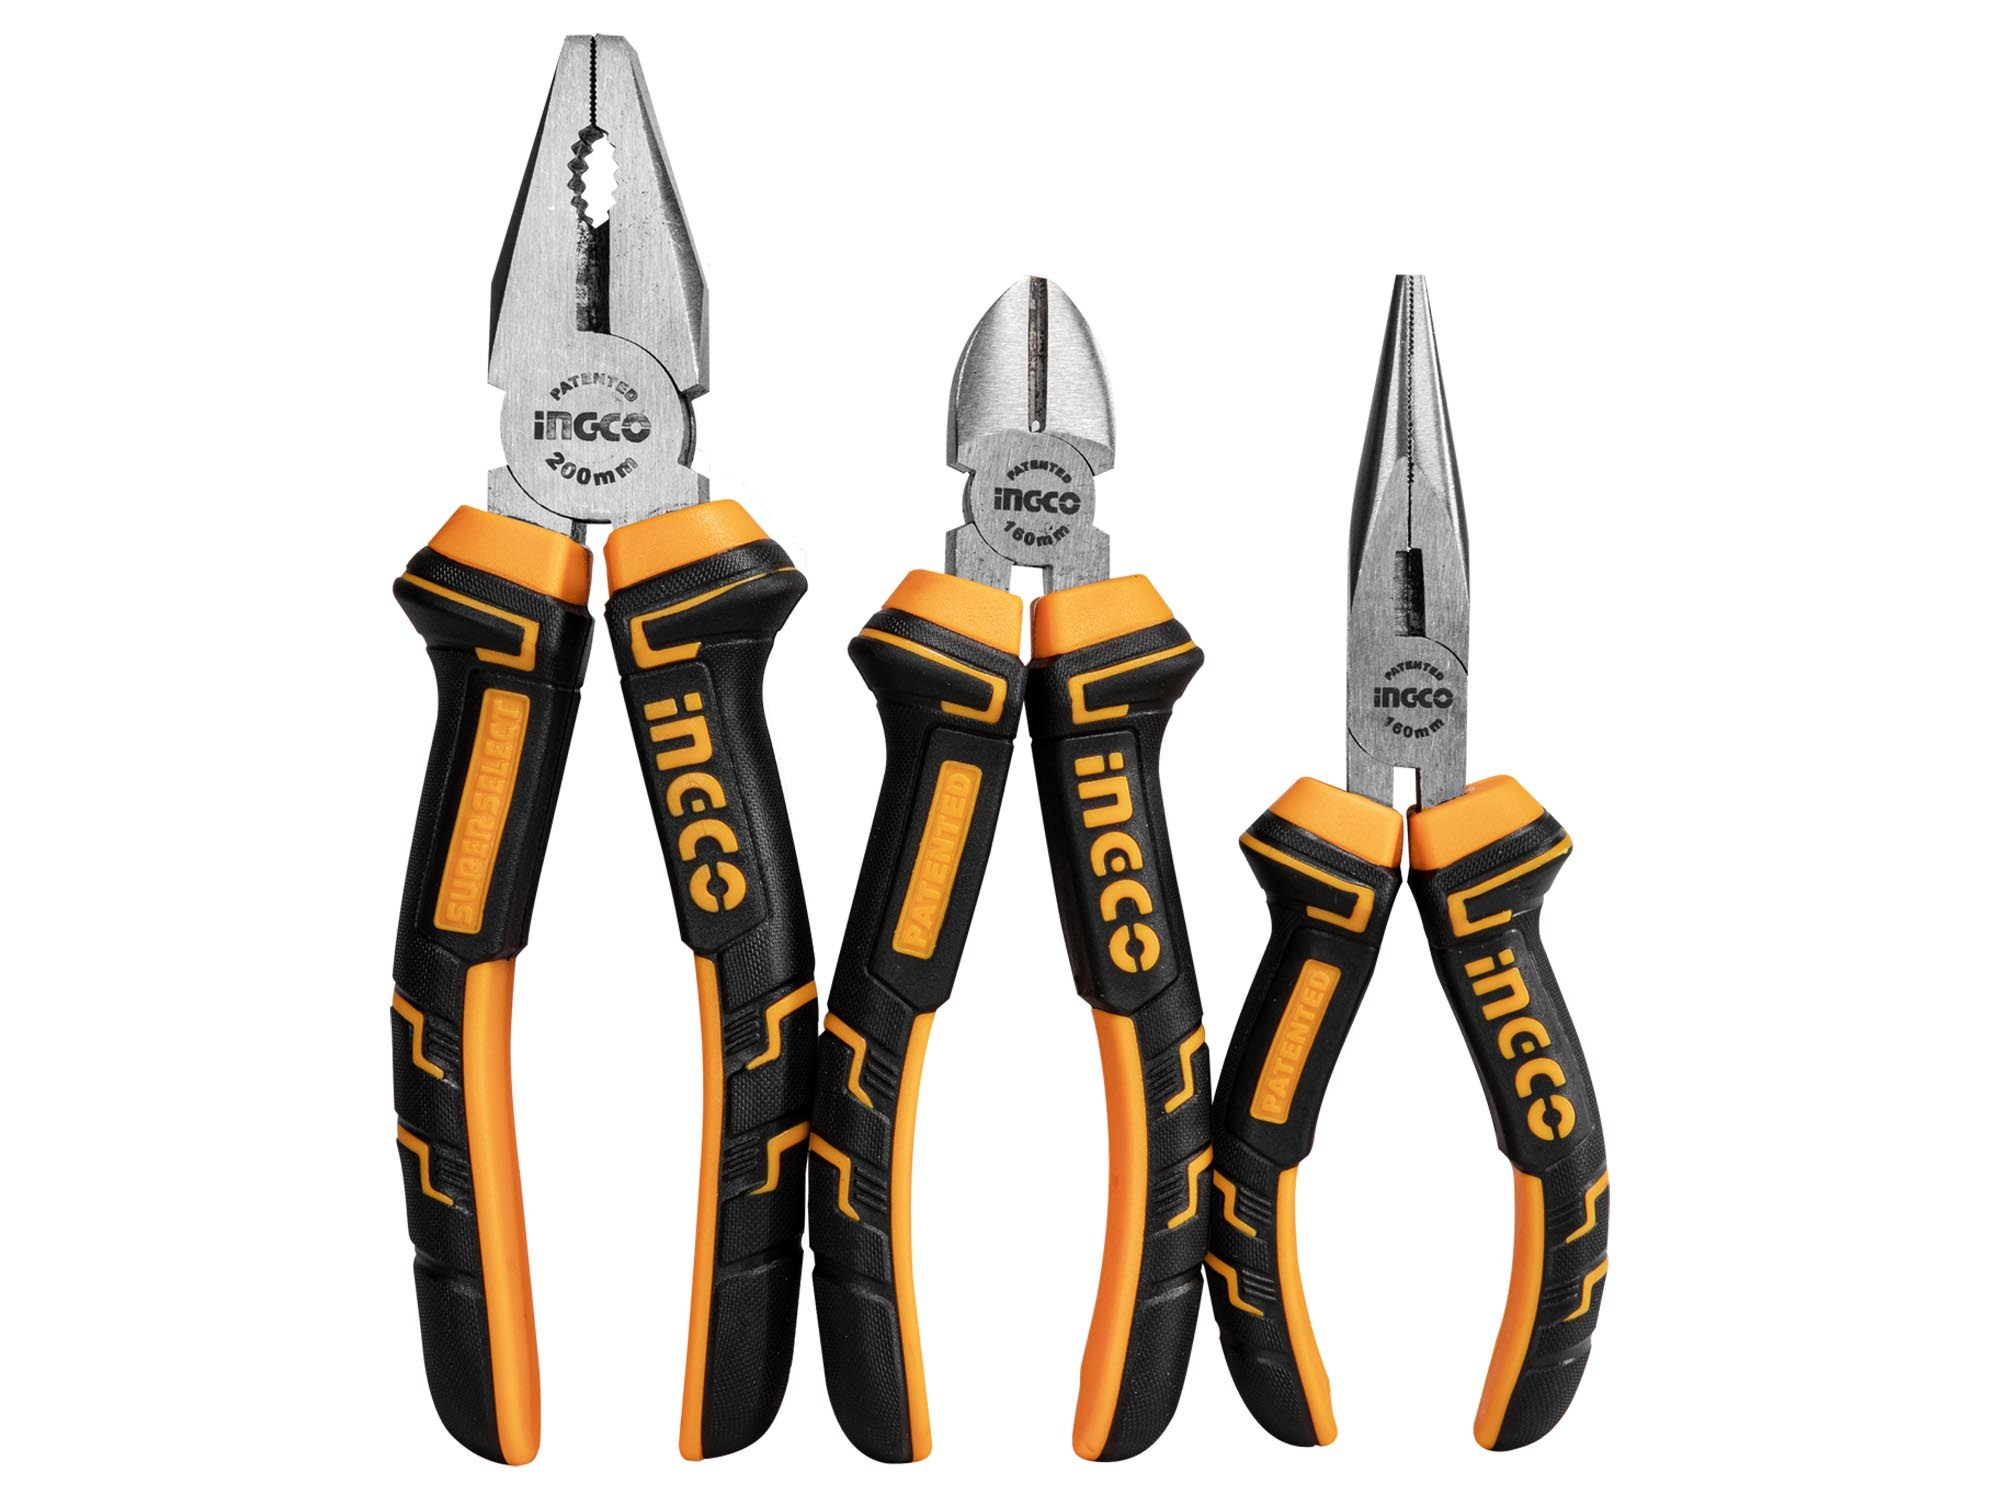 PATENTED
INGCO
200mm
SUPERSELECT
INGCO
PATENTED
INGCO
160mm
PATENTED
INGCO
PATENTED
INGCO
160mm
PATENTED
INGCO